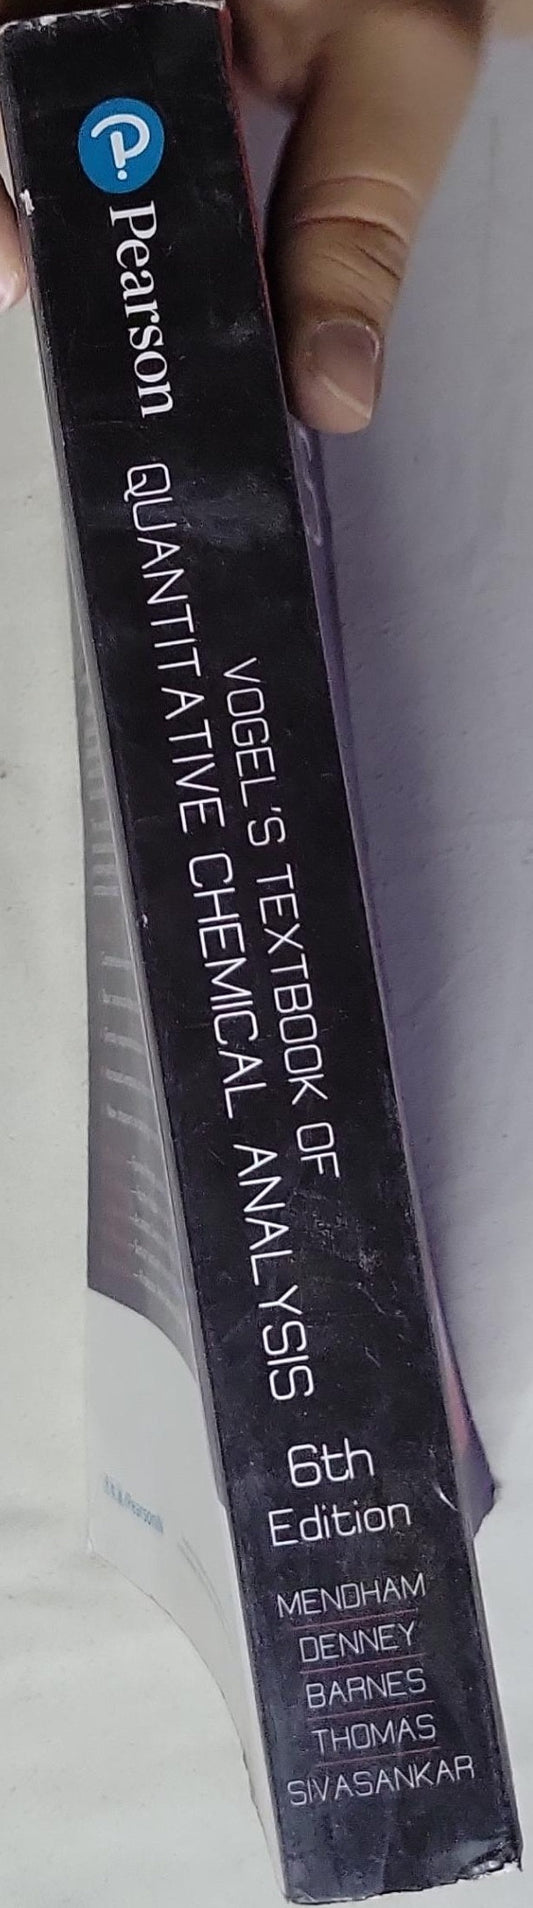 Pearson
VOGEL'S TEXTBOOK OF
QUANTITATIVE CHEMICAL ANALYSIS
6th
Edition
MENDHAM
DENNEY
BARNES
THOMAS
SIVASANKAR